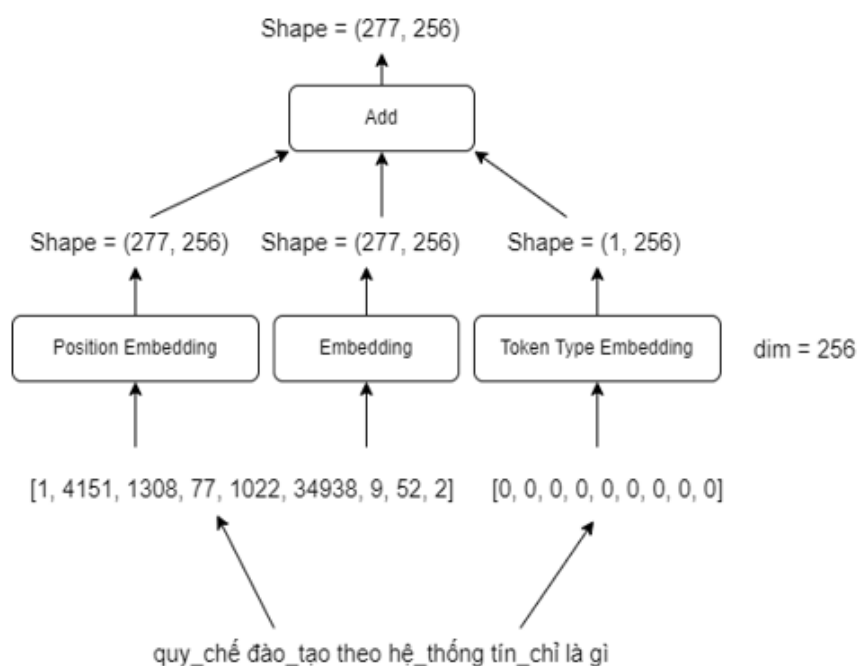 Shape = (277, 256)
Add
Shape = (277, 256) Shape = (277, 256) Shape = (1, 256)
Position Embedding Embedding Token Type Embedding dim = 256
[1, 4151, 1308, 77, 1022, 34938, 9, 52, 2] [0, 0, 0, 0, 0, 0, 0, 0, 0]
quy_chế đào_tạo theo hệ_thống tín_chỉ là gì